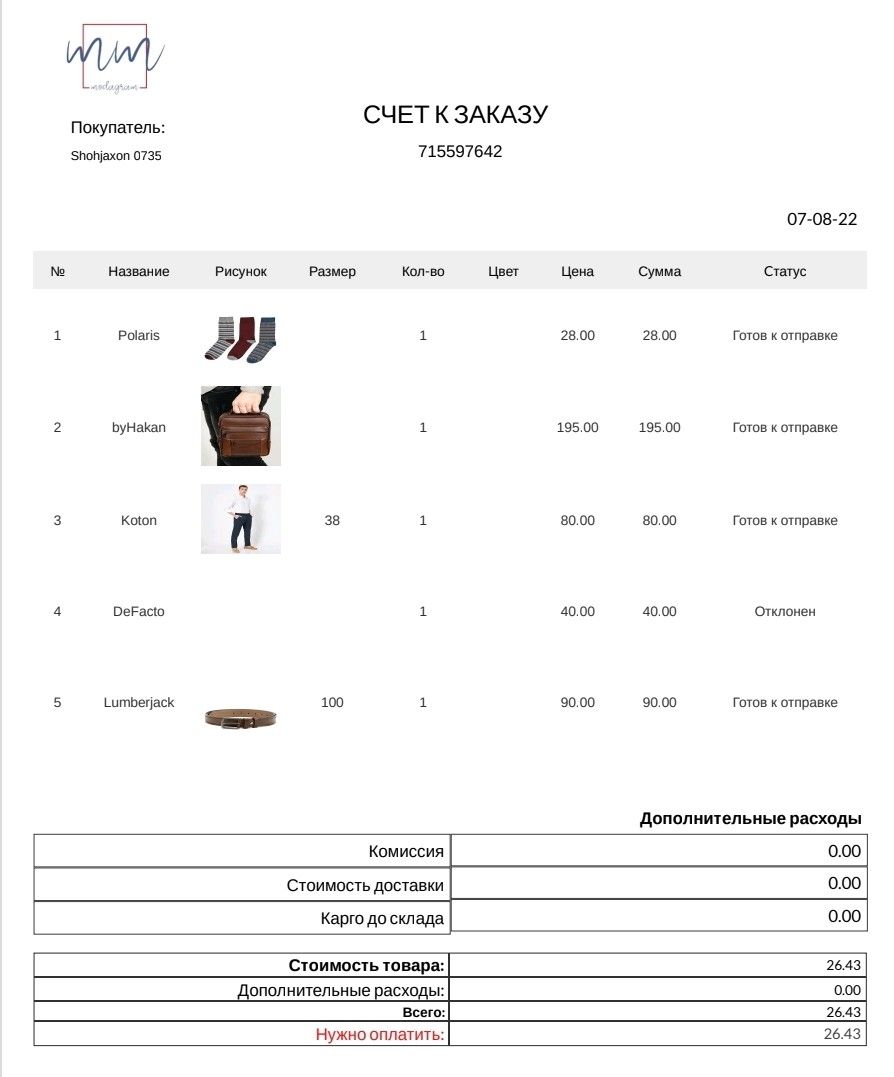 mm
modagram
СЧЕТ К ЗАКАЗУ
Покупатель:
715597642
Shohjaxon 0735
07-08-22
№ Название Рисунок Размер Кол-во Цвет Цена Сумма Статус
1 Polaris 1 28.00 28.00 Готов к отправке
2 byHakan 1 195.00 195.00 Готов к отправке
3 Koton 38 1 80.00 80.00 Готов к отправке
4 DeFacto 1 40.00 40.00 Отклонен
5 Lumberjack 100 1 90.00 90.00 Готов к отправке
Дополнительные расходы
Комиссия 0.00
Стоимость доставки 0.00
Карго до склада 0.00
Стоимость товара: 26.43
Дополнительные расходы: 0.00
Всего: 26.43
Нужно оплатить: 26.43